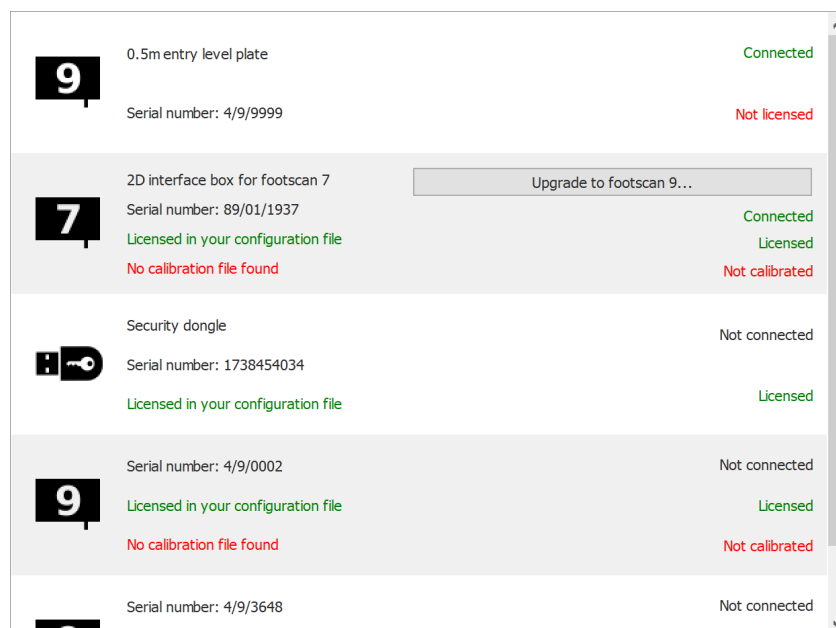 9
0.5m entry level plate
Connected
Serial number: 4/9/9999
Not licensed
7
2D interface box for footscan 7
Upgrade to footscan 9...
Serial number: 89/01/1937
Connected
Licensed in your configuration file
Licensed
No calibration file found
Not calibrated
Security dongle
Not connected
Serial number: 1738454034
Licensed in your configuration file
Licensed
9
Serial number: 4/9/0002
Not connected
Licensed in your configuration file
Licensed
No calibration file found
Not calibrated
Serial number: 4/9/3648
Not connected